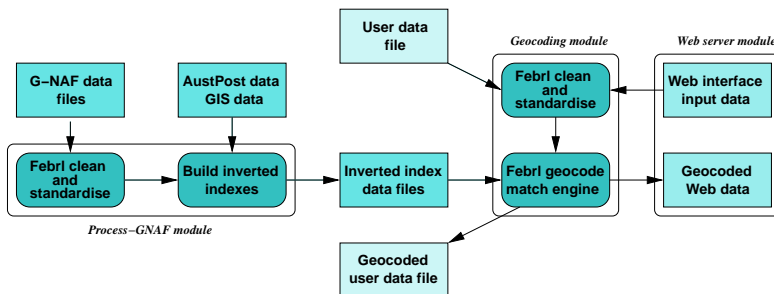 User data
file
Geocoding module
Web server module
G−NAF data
files
AustPost data
GIS data
Febrl clean
and
standardise
Web interface
input data
Febrl clean
and
standardise
Build inverted
indexes
Inverted index
data files
Febrl geocode
match engine
Geocoded
Web data
Process−GNAF module
Geocoded
user data file